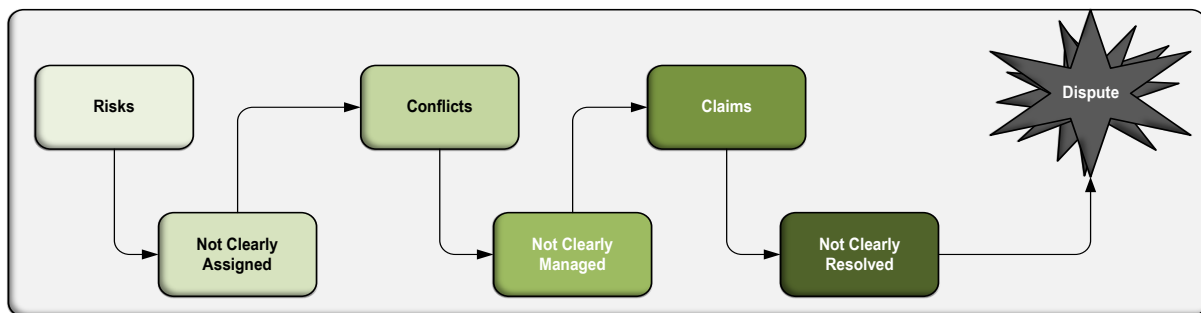 Risks
Not Clearly
Assigned
Conflicts
Not Clearly
Managed
Claims
Not Clearly
Resolved
Dispute